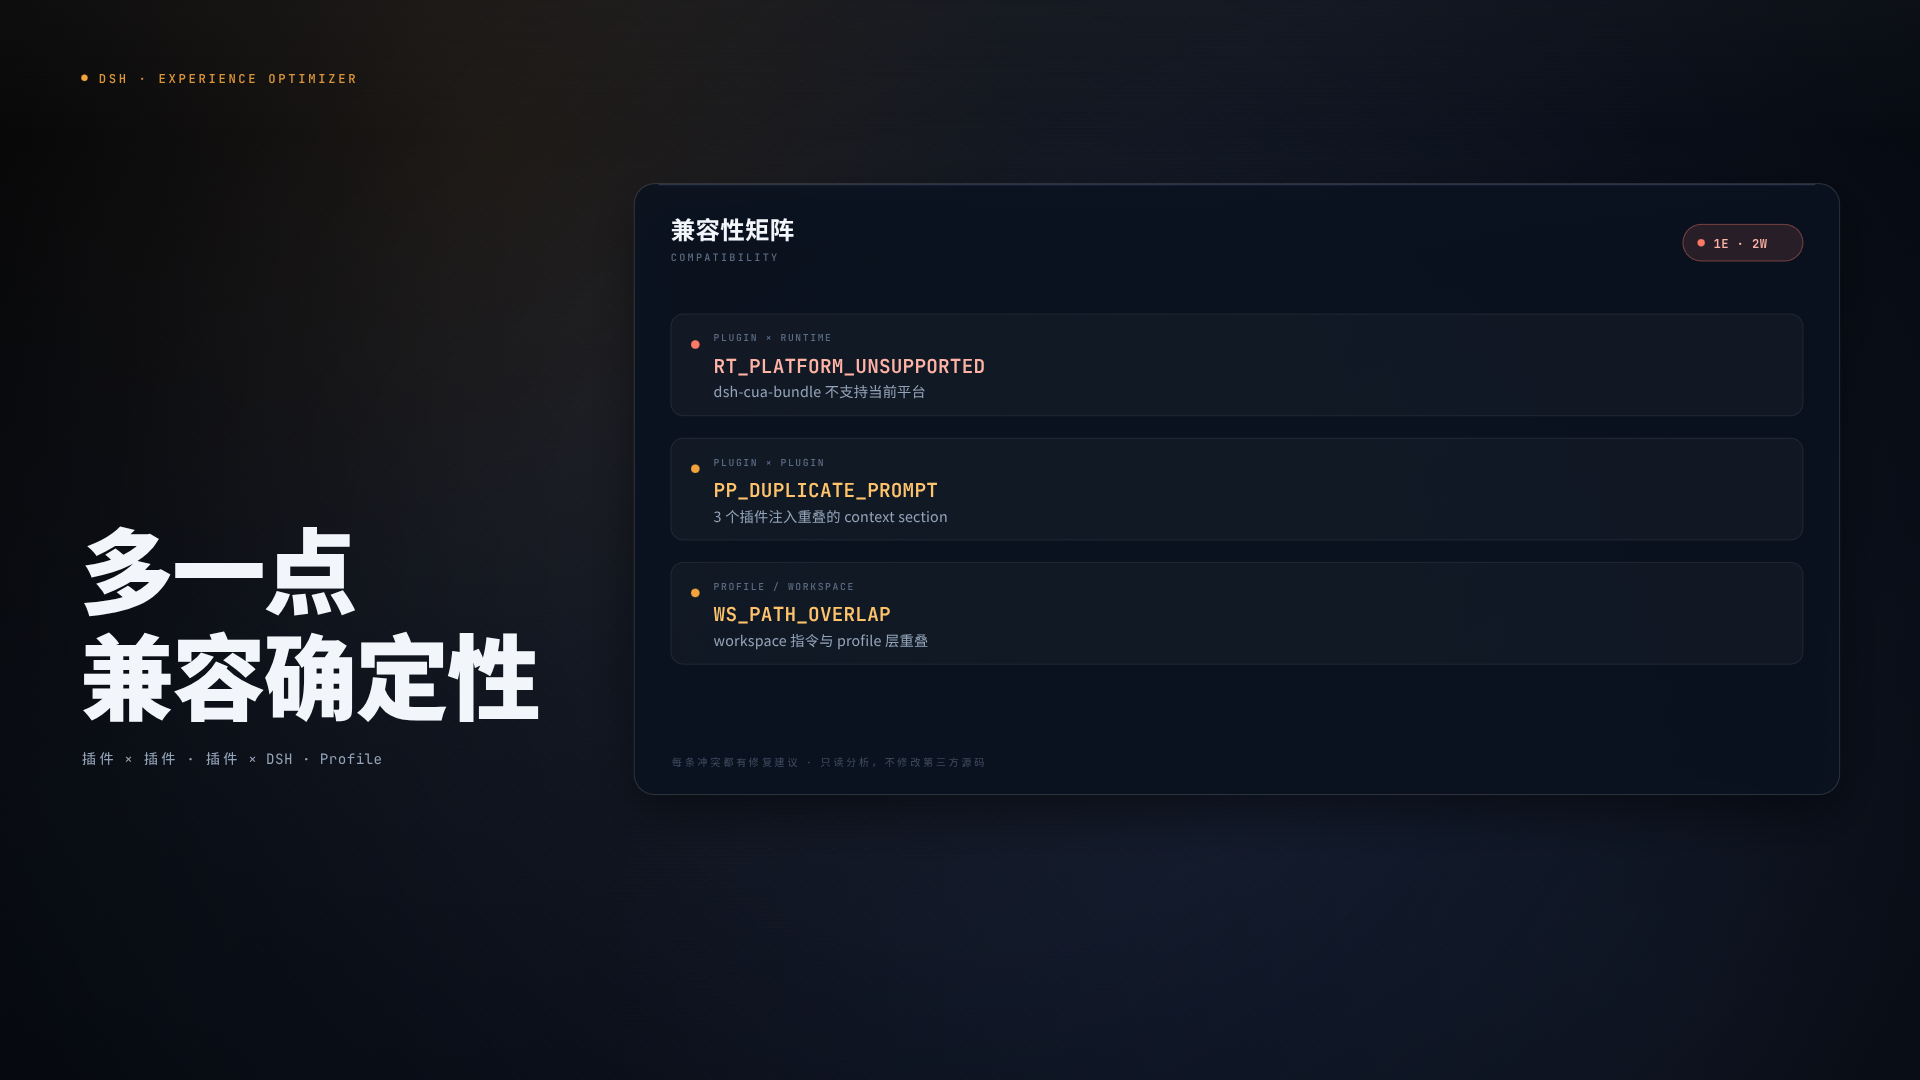 DSH · EXPERIENCE OPTIMIZER
多一点
兼容确定性
插件 × 插件 · 插件 × DSH · Profile
兼容性矩阵
COMPATIBILITY
1E · 2W
PLUGIN × RUNTIME
RT_PLATFORM_UNSUPPORTED
dsh-cua-bundle 不支持当前平台
PLUGIN × PLUGIN
PP_DUPLICATE_PROMPT
3 个插件注入重叠的 context section
PROFILE / WORKSPACE
WS_PATH_OVERLAP
workspace 指令与 profile 层重叠
每条冲突都有修复建议 · 只读分析, 不修改第三方源码